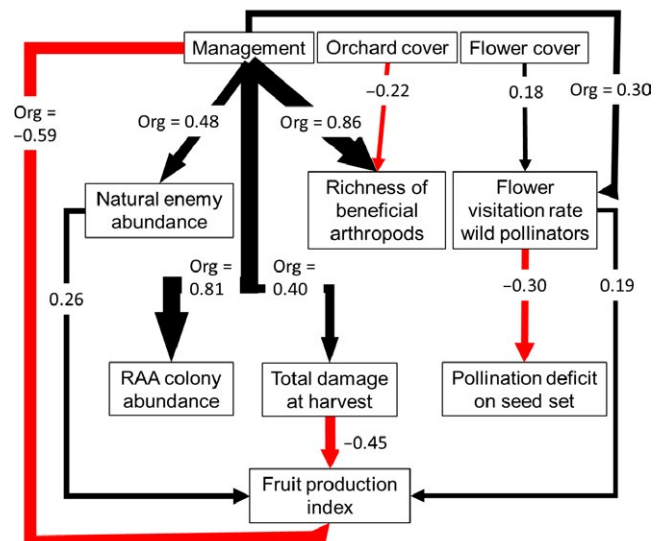 Management
Orchard cover
Flower cover
Org =
−0.59
Org = 0.48
Org = 0.86
−0.22
0.18
Org = 0.30
Natural enemy
abundance
Richness of
beneficial
arthropods
Flower
visitation rate
wild pollinators
0.26
Org =
0.81
Org =
0.40
−0.30
0.19
RAA colony
abundance
Total damage
at harvest
Pollination deficit
on seed set
−0.45
Fruit production
index